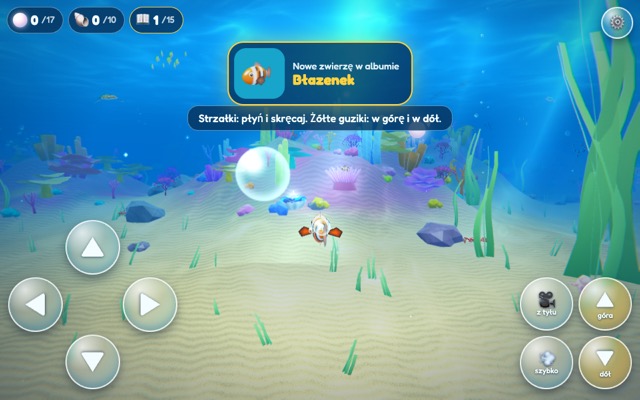 0 /17
0 /10
1 /15
Nowe zwierzę w albumie
Błazenek
Strzałki: płyń i skręcaj. Żółte guziki: w górę i w dół.
z tyłu
góra
szybko
dół